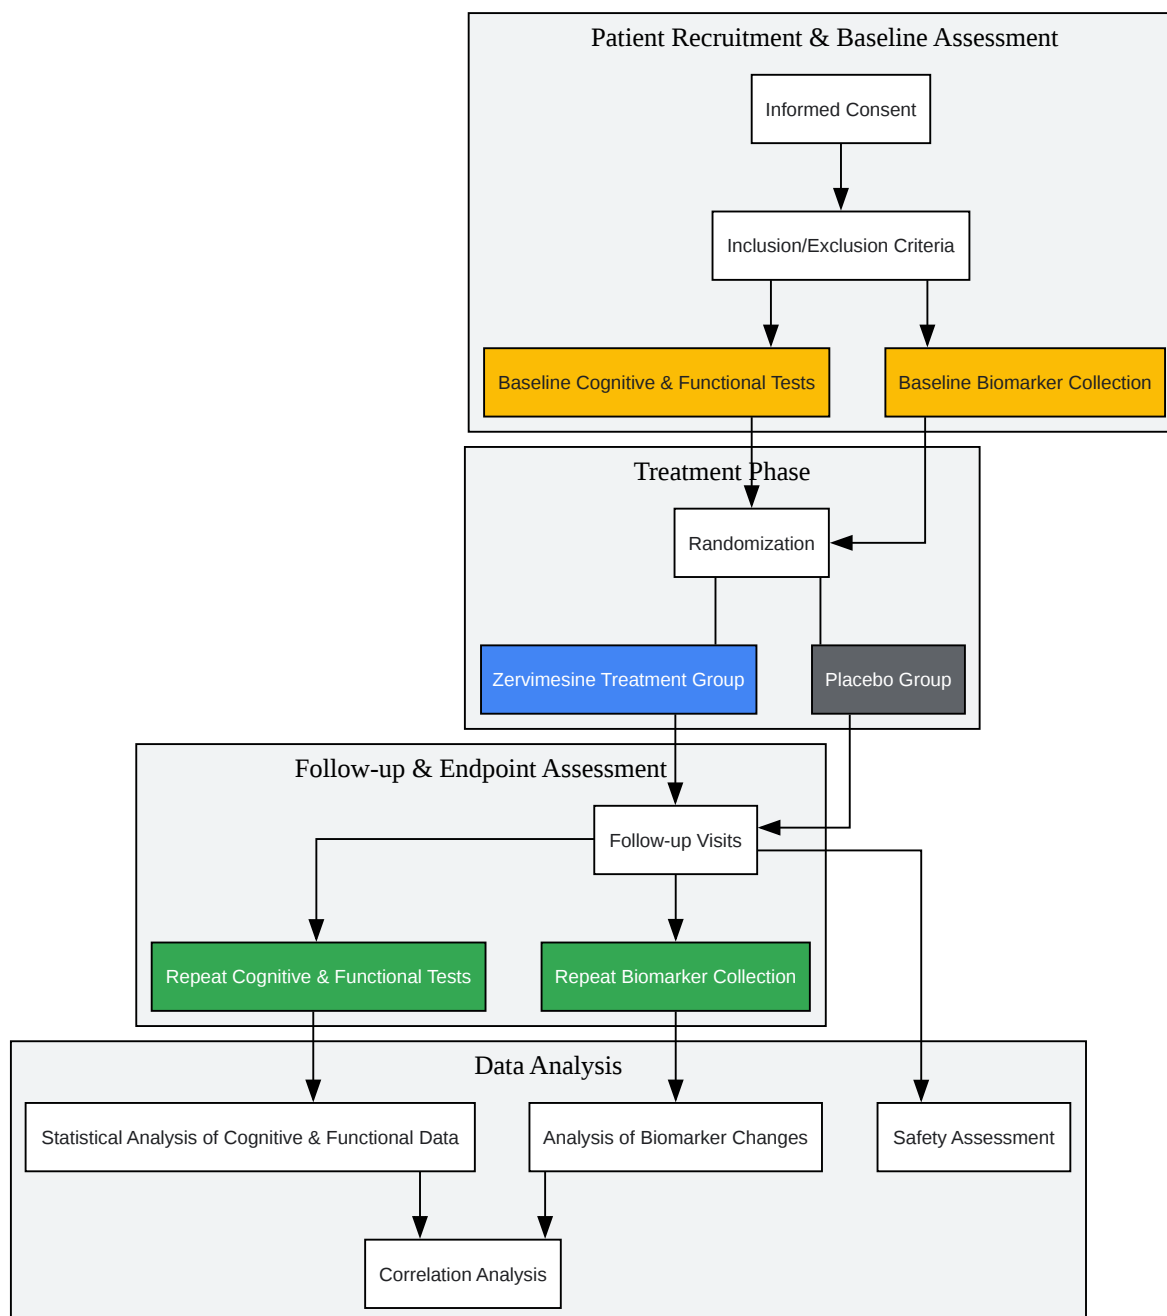 Patient Recruitment & Baseline Assessment
Informed Consent
Inclusion/Exclusion Criteria
Baseline Cognitive & Functional Tests
Baseline Biomarker Collection
Treatment Phase
Randomization
Zervimesine Treatment Group
Placebo Group
Follow-up & Endpoint Assessment
Follow-up Visits
Repeat Cognitive & Functional Tests
Repeat Biomarker Collection
Data Analysis
Statistical Analysis of Cognitive & Functional Data
Analysis of Biomarker Changes
Safety Assessment
Correlation Analysis